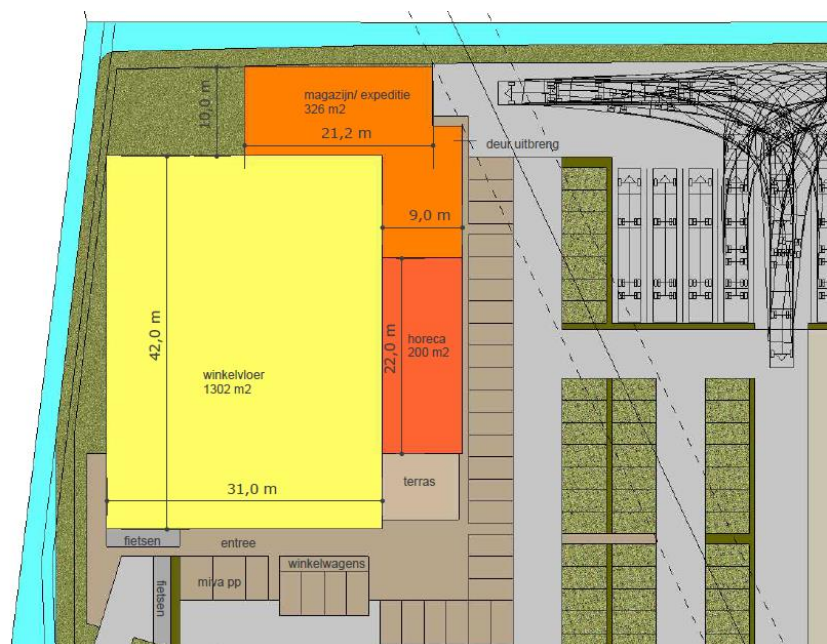 magazijn/ expeditie
326 m2
10,0 m
21,2 m
deur uitbreng
9,0 m
42,0 m
22,0 m
horeca
200 m2
winkelvloer
1302 m2
31,0 m
terras
fietsen
entree
winkelwagens
miva pp
fietsen